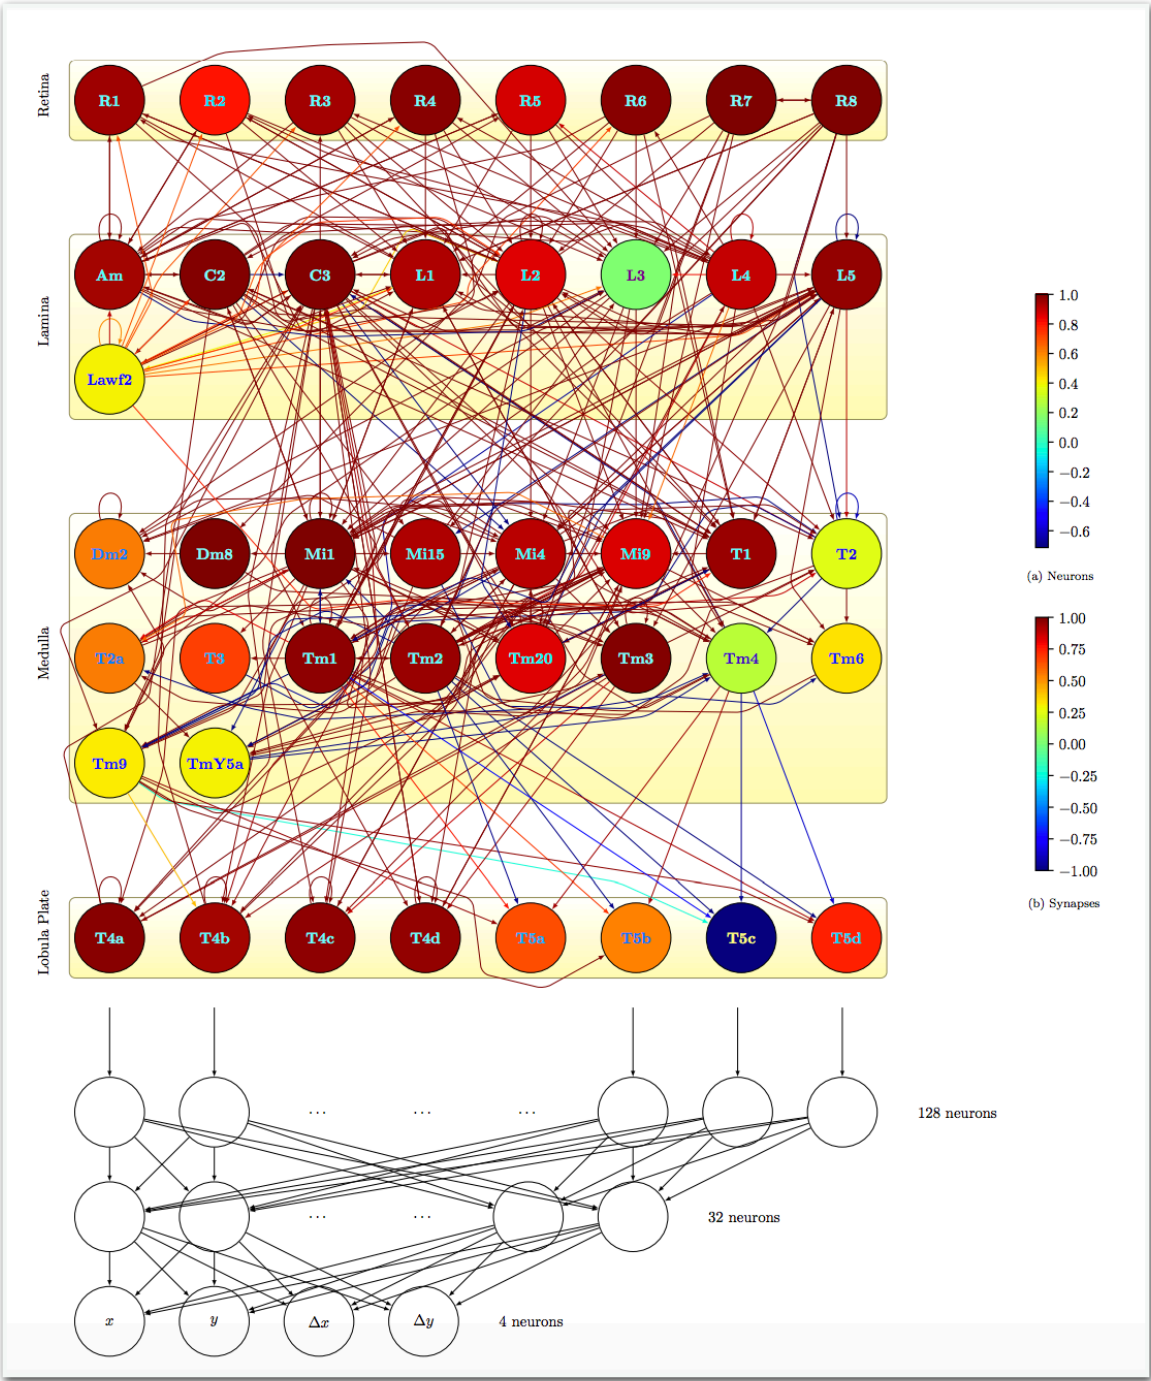 Retina
R1 R2 R3 R4 R5 R6 R7 R8
Lamina
Am C2 C3 L1 L2 L3 L4 L5
Lawf2
Medulla
Dm2 Dm8 Mi1 Mi15 Mi4 Mi9 T1 T2
T2a T3 Tm1 Tm2 Tm20 Tm3 Tm4 Tm6
Tm9 TmY5a
Lobula Plate
T4a T4b T4c T4d T5a T5b T5c T5d
1.0
0.8
0.6
0.4
0.2
0.0
−0.2
−0.4
−0.6
(a) Neurons
1.00
0.75
0.50
0.25
0.00
−0.25
−0.50
−0.75
−1.00
(b) Synapses
... ... ... 128 neurons
... ... 32 neurons
x y Δx Δy 4 neurons